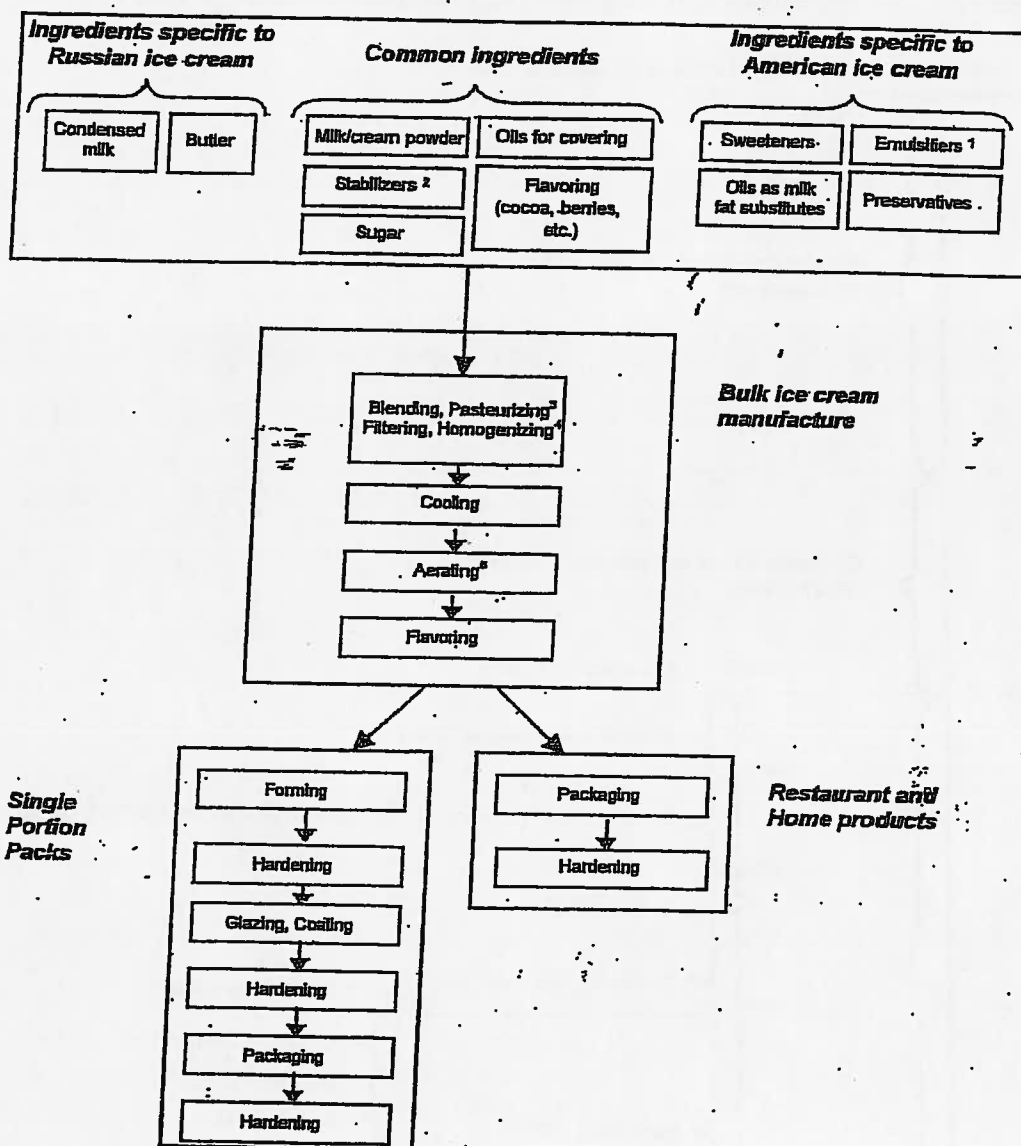 Ingredients specific to
Russian ice cream
Common ingredients
Ingredients specific to
American ice cream
Condensed
milk
Butter
Milk/cream powder
Oils for covering
Stabilizers ²
Flavoring
(cocoa, berries,
etc.)
Sugar
Sweeteners
Emulsifiers ¹
Oils as milk
fat substitutes
Preservatives
Bulk ice cream
manufacture
Blending, Pasteurizing³
Filtering, Homogenizing⁴
Cooling
Aerating⁵
Flavoring
Single
Portion
Packs
Forming
Hardening
Glazing, Coating
Hardening
Packaging
Hardening
Packaging
Hardening
Restaurant and
Home products